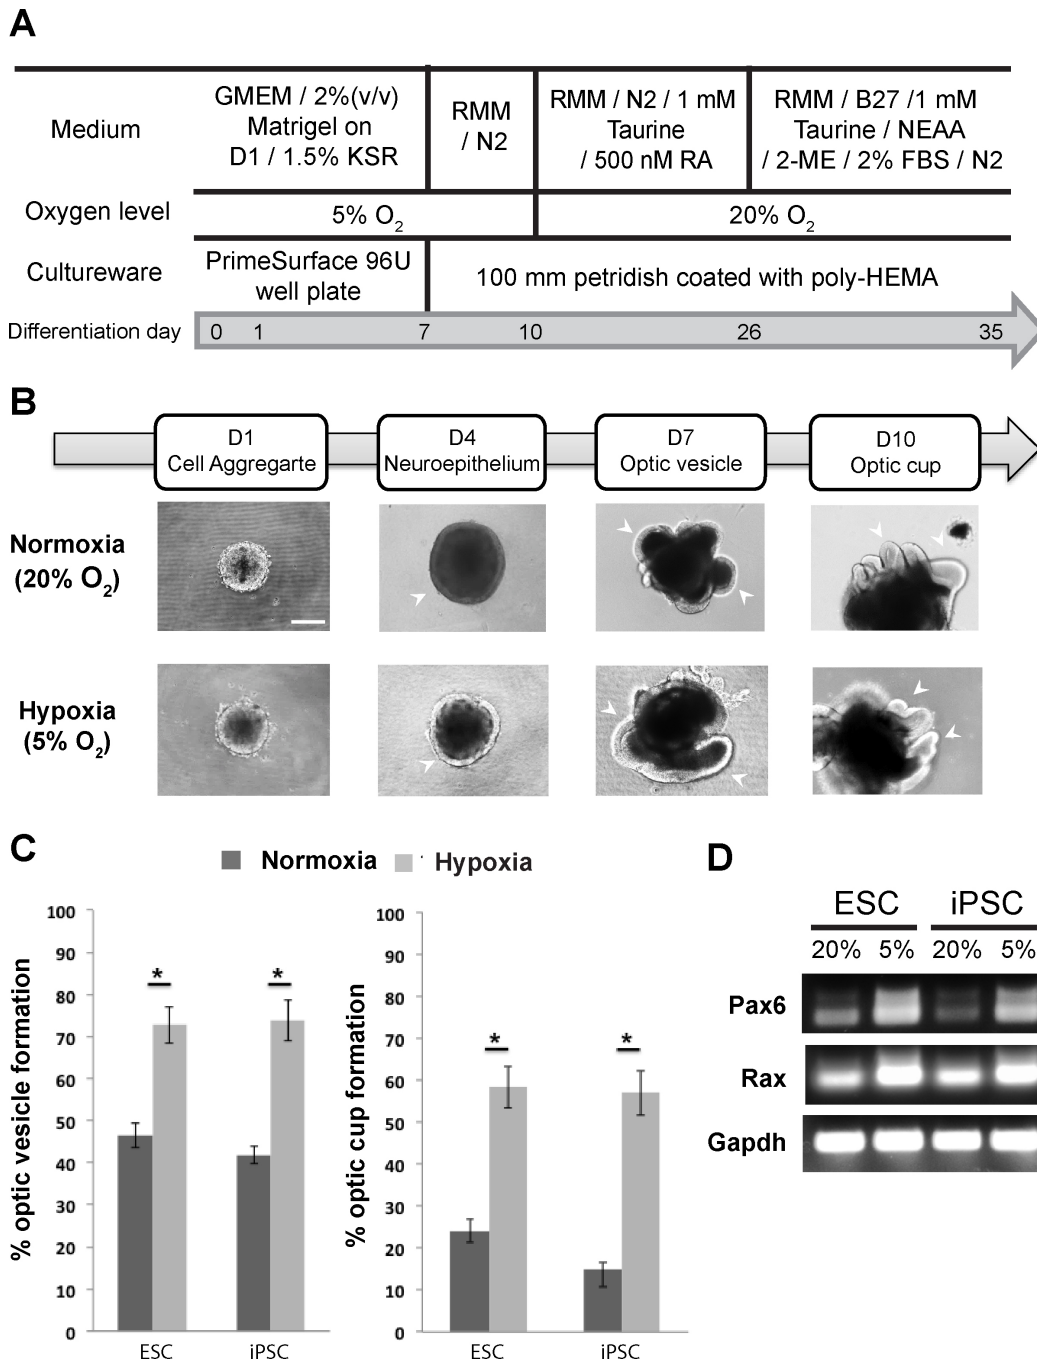 A
Medium
GMEM / 2%(v/v)
Matrigel on
D1 / 1.5% KSR
RMM
/ N2
RMM / N2 / 1 mM
Taurine
/ 500 nM RA
RMM / B27 /1 mM
Taurine / NEAA
/ 2-ME / 2% FBS / N2
Oxygen level
5% O2
20% O2
Cultureware
PrimeSurface 96U
well plate
100 mm petridish coated with poly-HEMA
Differiantion day
0 1 7 10 26 35
B
D1
Cell Aggregarte
D4
Neuroepithelium
D7
Optic vesicle
D10
Optic cup
Normoxia
(20% O2)
Hypoxia
(5% O2)
C
Normoxia
Hypoxia
% optic vesicle formation
100
90
80
70
60
50
40
30
20
10
0
*
*
ESC
iPSC
% optic cup formation
100
90
80
70
60
50
40
30
20
10
0
*
*
ESC
iPSC
D
ESC iPSC
20% 5% 20% 5%
Pax6
Rax
Gapdh